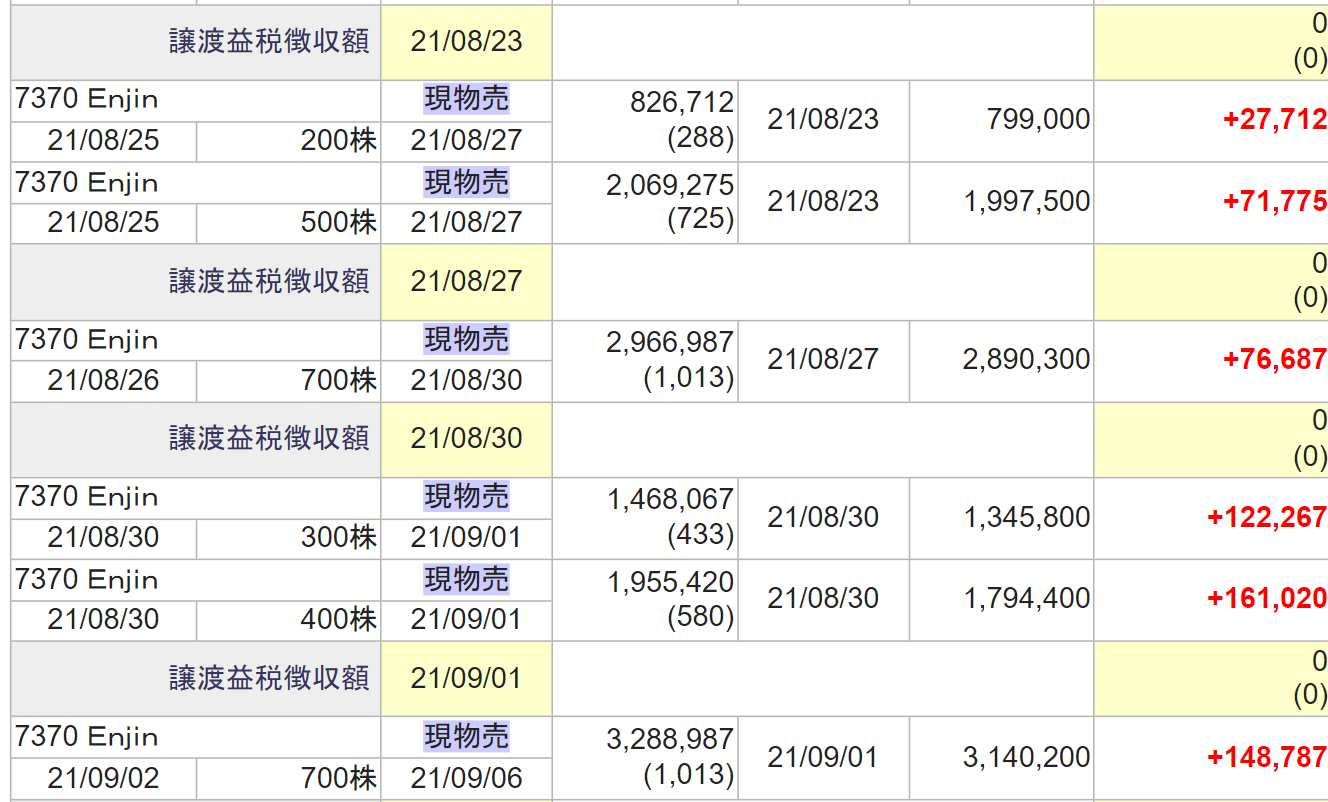 譲渡益税徴収額 21/08/23 0
(0)
7370 Enjin 現物売 826,712
(288) 21/08/23 799,000 +27,712
21/08/25 200株 21/08/27
7370 Enjin 現物売 2,069,275
(725) 21/08/23 1,997,500 +71,775
21/08/25 500株 21/08/27
譲渡益税徴収額 21/08/27 0
(0)
7370 Enjin 現物売 2,966,987
(1,013) 21/08/27 2,890,300 +76,687
21/08/26 700株 21/08/30
譲渡益税徴収額 21/08/30 0
(0)
7370 Enjin 現物売 1,468,067
(433) 21/08/30 1,345,800 +122,267
21/08/30 300株 21/09/01
7370 Enjin 現物売 1,955,420
(580) 21/08/30 1,794,400 +161,020
21/08/30 400株 21/09/01
譲渡益税徴収額 21/09/01 0
(0)
7370 Enjin 現物売 3,288,987
(1,013) 21/09/01 3,140,200 +148,787
21/09/02 700株 21/09/06